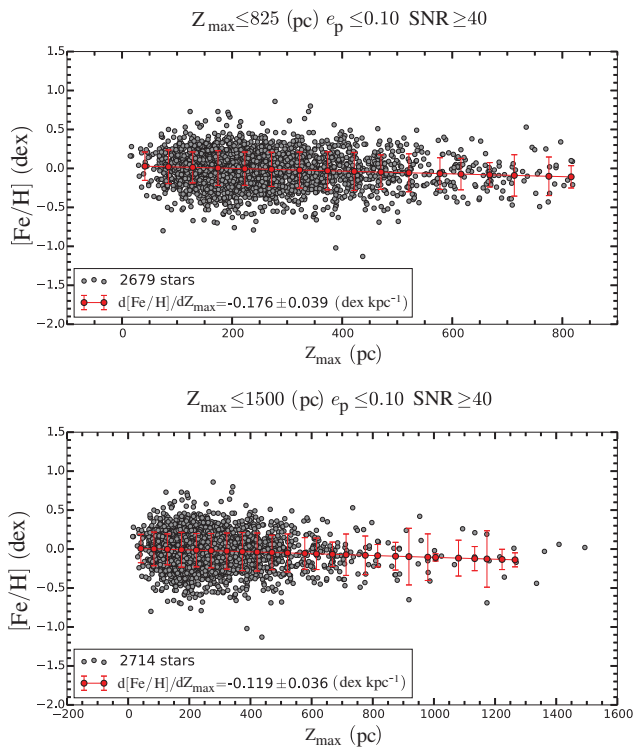 Z_max ≤825 (pc) e_p ≤0.10 SNR≥40
1.5
1.0
0.5
0.0
−0.5
−1.0
−1.5
−2.0
[Fe/H] (dex)
2679 stars
d[Fe/H]/dZ_max=-0.176±0.039 (dex kpc⁻¹)
0 200 400 600 800
Z_max (pc)
Z_max ≤1500 (pc) e_p ≤0.10 SNR≥40
1.5
1.0
0.5
0.0
−0.5
−1.0
−1.5
−2.0
[Fe/H] (dex)
2714 stars
d[Fe/H]/dZ_max=-0.119±0.036 (dex kpc⁻¹)
−200 0 200 400 600 800 1000 1200 1400 1600
Z_max (pc)